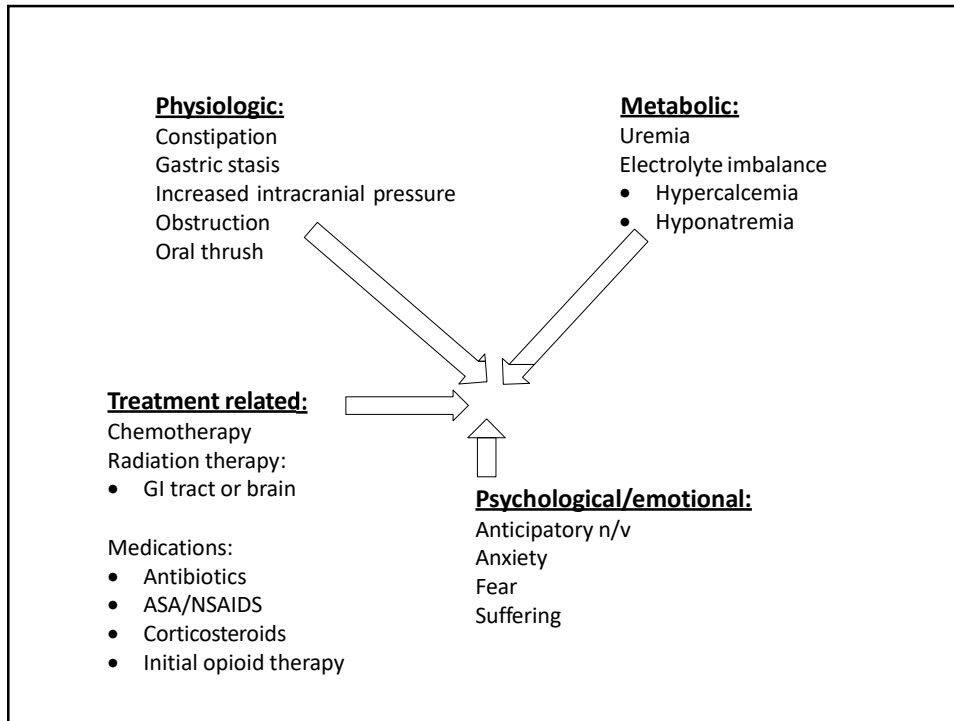 Physiologic:
Constipation
Gastric stasis
Increased intracranial pressure
Obstruction
Oral thrush
Metabolic:
Uremia
Electrolyte imbalance
• Hypercalcemia
• Hyponatremia
Treatment related:
Chemotherapy
Radiation therapy:
• GI tract or brain
Medications:
• Antibiotics
• ASA/NSAIDS
• Corticosteroids
• Initial opioid therapy
Psychological/emotional:
Anticipatory n/v
Anxiety
Fear
Suffering